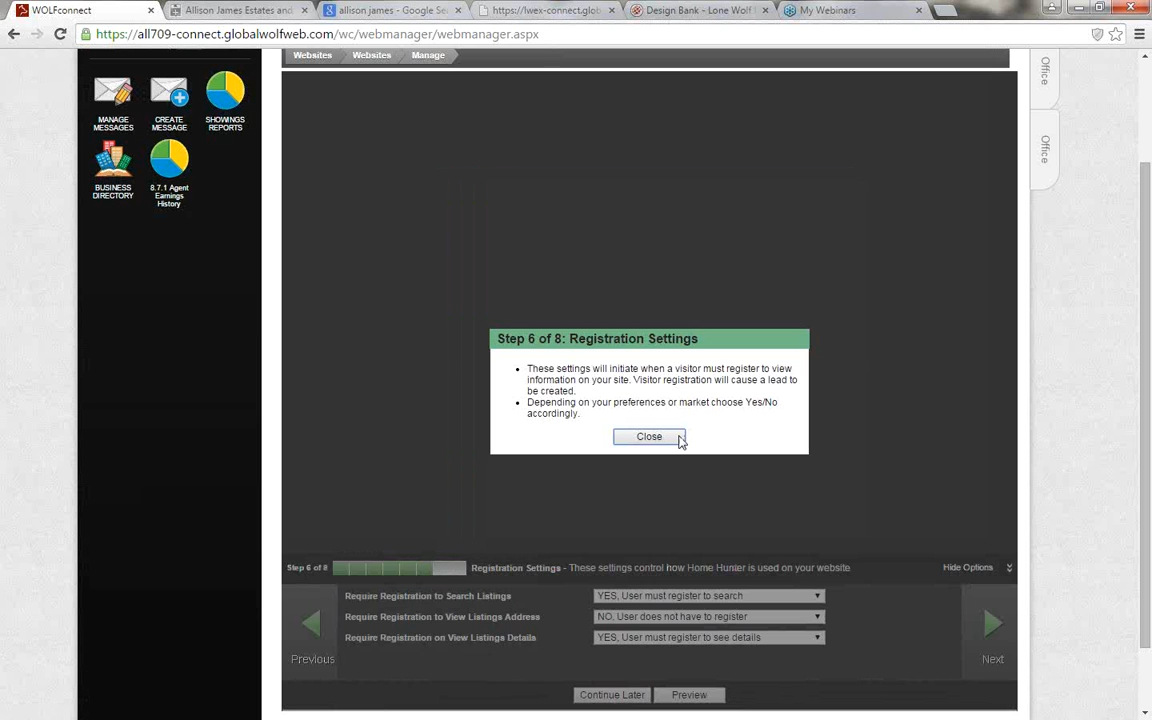 WOLFconnect
Allison James Estates and
allison james - Google Se
https://lwex-connect.glob
Design Bank - Lone Wolf
My Webinars
https://all709-connect.globalwolfweb.com/wc/webmanager/webmanager.aspx
Websites
Websites
Manage
MANAGE
MESSAGES
CREATE
MESSAGE
SHOWINGS
REPORTS
BUSINESS
DIRECTORY
8.7.1 Agent
Earnings
History
Office
Office
Step 6 of 8: Registration Settings
These settings will initiate when a visitor must register to view
information on your site. Visitor registration will cause a lead to
be created.
Depending on your preferences or market choose Yes/No
accordingly.
Close
Step 6 of 8
Registration Settings - These settings control how Home Hunter is used on your website
Hide Options
Require Registration to Search Listings
YES, User must register to search
Require Registration to View Listings Address
NO, User does not have to register
Require Registration on View Listings Details
YES, User must register to see details
Previous
Next
Continue Later
Preview